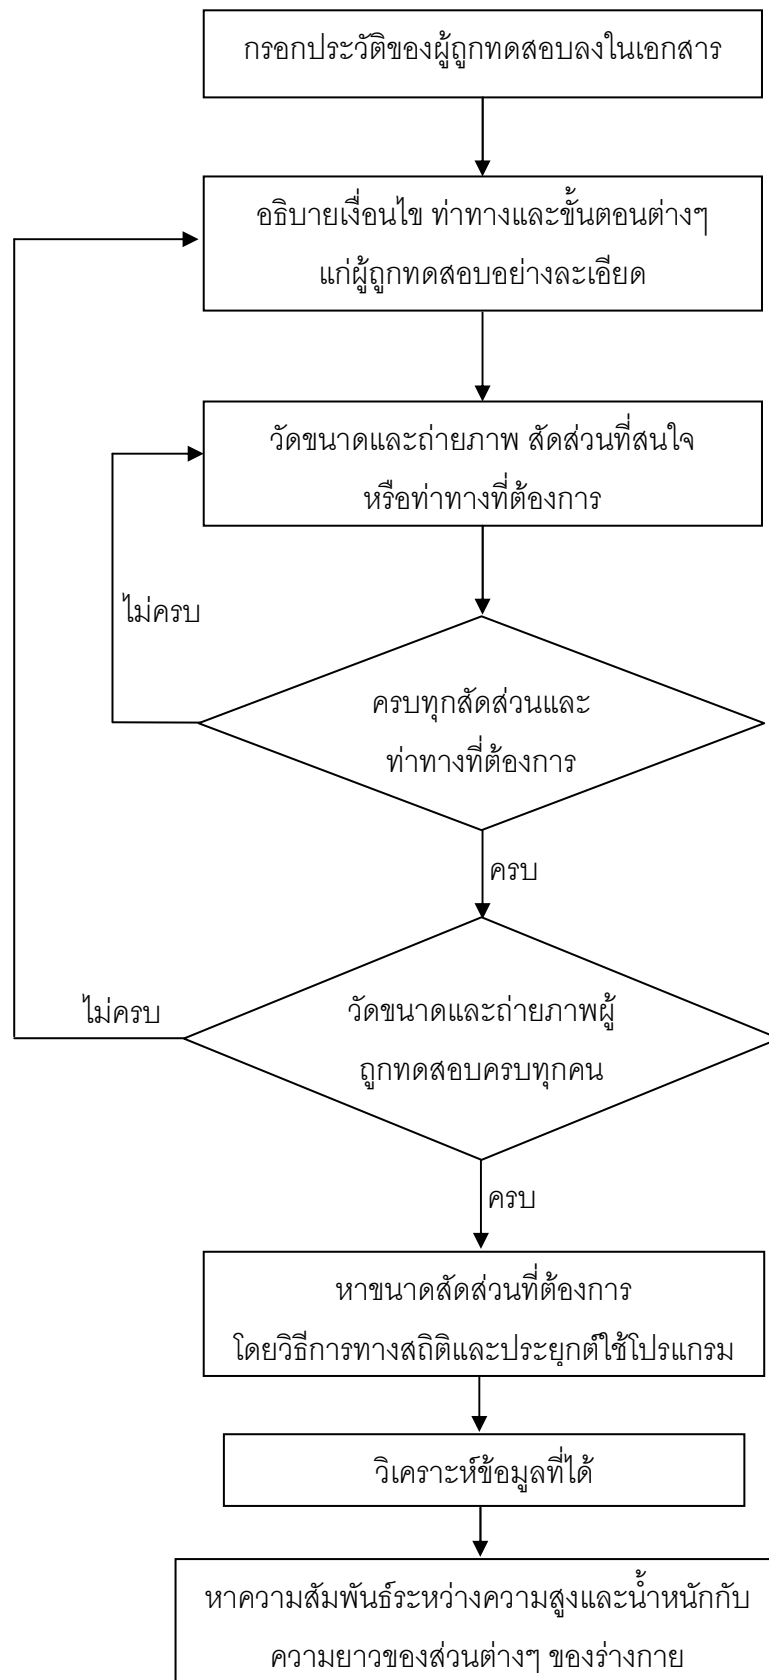 กรอกประวัติของผู้ถูกทดสอบลงในเอกสาร
อธิบายเงื่อนไข ท่าทางและขั้นตอนต่างๆ
แก่ผู้ถูกทดสอบอย่างละเอียด
วัดขนาดและถ่ายภาพ สัดส่วนที่สนใจ
หรือท่าทางที่ต้องการ
ไม่ครบ
ครบทุกสัดส่วนและ
ท่าทางที่ต้องการ
ครบ
ไม่ครบ
วัดขนาดและถ่ายภาพผู้
ถูกทดสอบครบทุกคน
ครบ
หาขนาดสัดส่วนที่ต้องการ
โดยวิธีการทางสถิติและประยุกต์ใช้โปรแกรม
วิเคราะห์ข้อมูลที่ได้
หาความสัมพันธ์ระหว่างความสูงและน้ำหนักกับ
ความยาวของส่วนต่างๆ ของร่างกาย